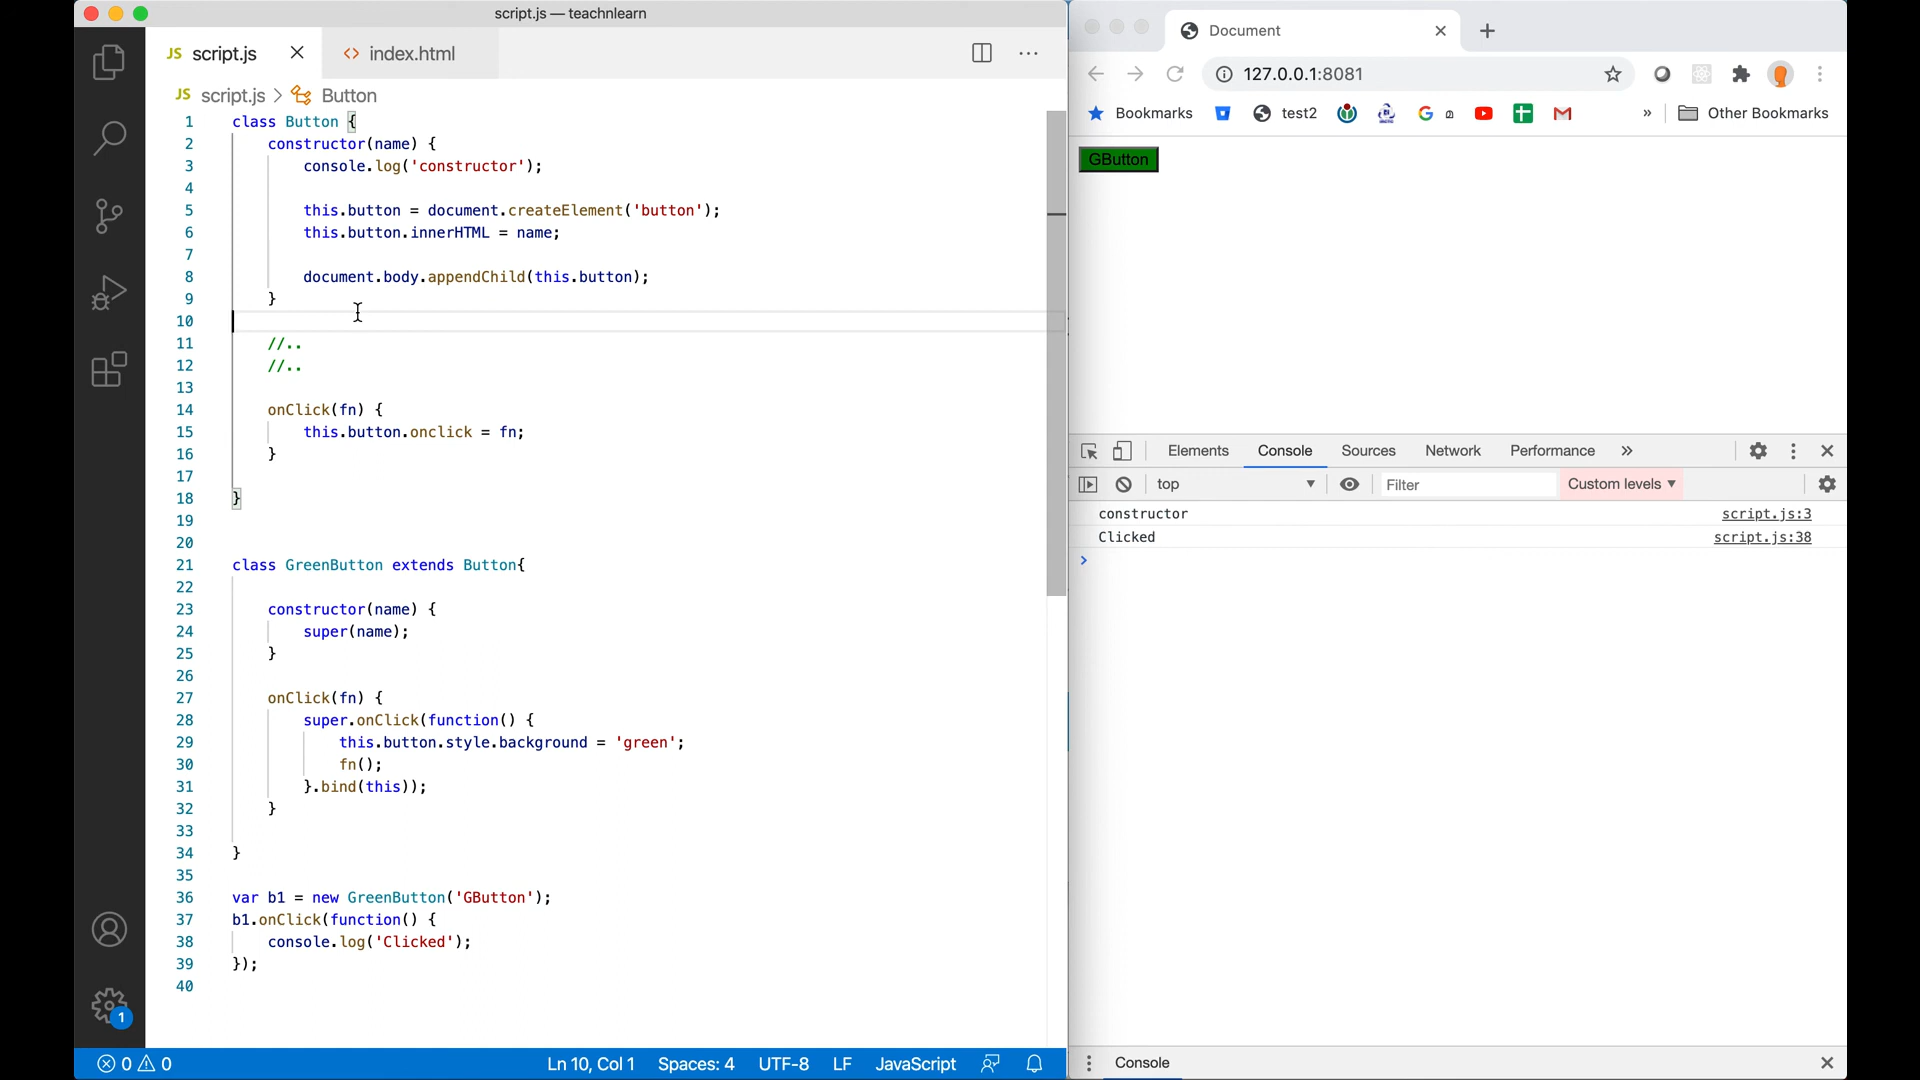 script.js — teachnlearn
JS script.js
<> index.html
JS script.js > Button
1 class Button {
2     constructor(name) {
3         console.log('constructor');
4
5         this.button = document.createElement('button');
6         this.button.innerHTML = name;
7
8         document.body.appendChild(this.button);
9     }
10
11     //..
12     //..
13
14     onClick(fn) {
15         this.button.onclick = fn;
16     }
17
18 }
19
20
21 class GreenButton extends Button{
22
23     constructor(name) {
24         super(name);
25     }
26
27     onClick(fn) {
28         super.onClick(function() {
29             this.button.style.background = 'green';
30             fn();
31         }.bind(this));
32     }
33
34 }
35
36 var b1 = new GreenButton('GButton');
37 b1.onClick(function() {
38     console.log('Clicked');
39 });
40
1
0 0
Ln 10, Col 1 Spaces: 4 UTF-8 LF JavaScript
Document
127.0.0.1:8081
Bookmarks test2 » Other Bookmarks
GButton
Elements Console Sources Network Performance »
top Filter Custom levels
constructor script.js:3
Clicked script.js:38
>
Console